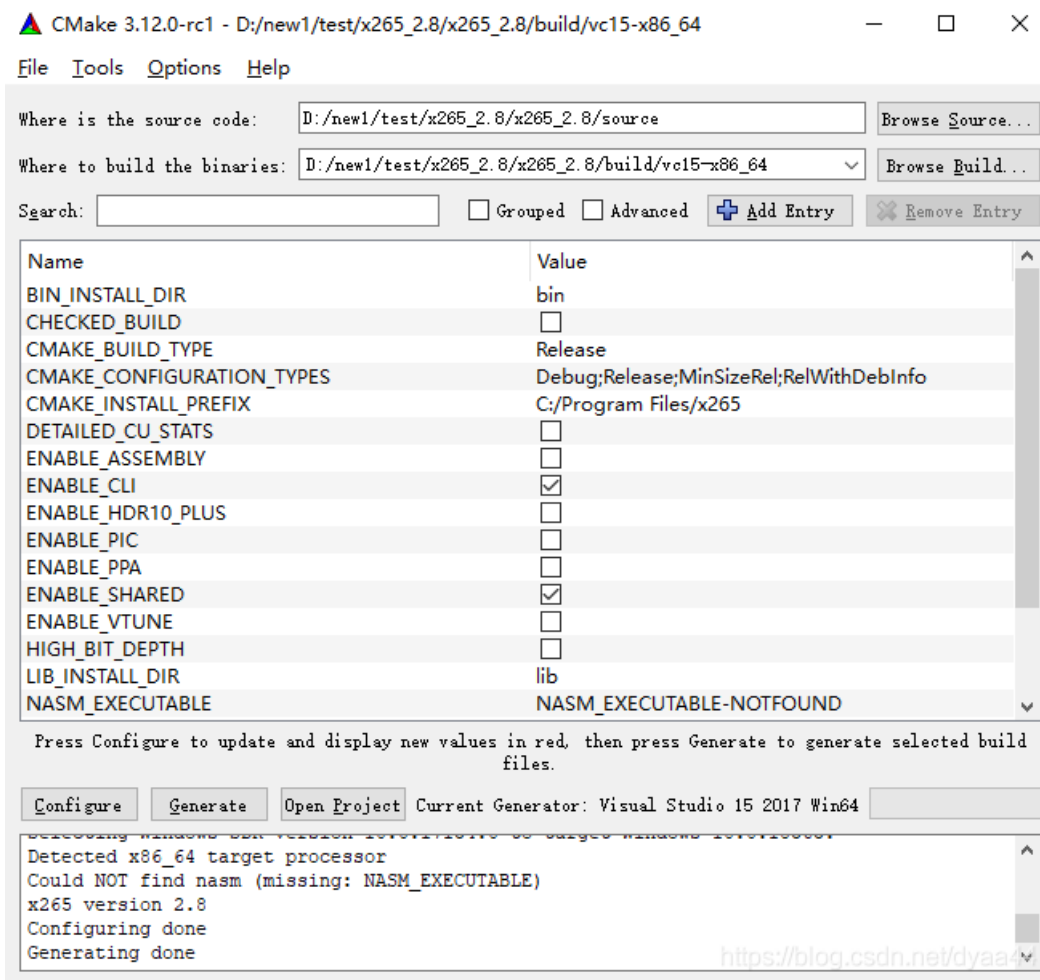 CMake 3.12.0-rc1 - D:/new1/test/x265_2.8/x265_2.8/build/vc15-x86_64
File Tools Options Help
Where is the source code: D:/new1/test/x265_2.8/x265_2.8/source Browse Source...
Where to build the binaries: D:/new1/test/x265_2.8/x265_2.8/build/vc15-x86_64 Browse Build...
Search: Grouped Advanced Add Entry Remove Entry
Name Value
BIN_INSTALL_DIR bin
CHECKED_BUILD
CMAKE_BUILD_TYPE Release
CMAKE_CONFIGURATION_TYPES Debug;Release;MinSizeRel;RelWithDebInfo
CMAKE_INSTALL_PREFIX C:/Program Files/x265
DETAILED_CU_STATS
ENABLE_ASSEMBLY
ENABLE_CLI
ENABLE_HDR10_PLUS
ENABLE_PIC
ENABLE_PPA
ENABLE_SHARED
ENABLE_VTUNE
HIGH_BIT_DEPTH
LIB_INSTALL_DIR lib
NASM_EXECUTABLE NASM_EXECUTABLE-NOTFOUND
Press Configure to update and display new values in red, then press Generate to generate selected build
files.
Configure Generate Open Project Current Generator: Visual Studio 15 2017 Win64
Detected x86_64 target processor
Could NOT find nasm (missing: NASM_EXECUTABLE)
x265 version 2.8
Configuring done
Generating done